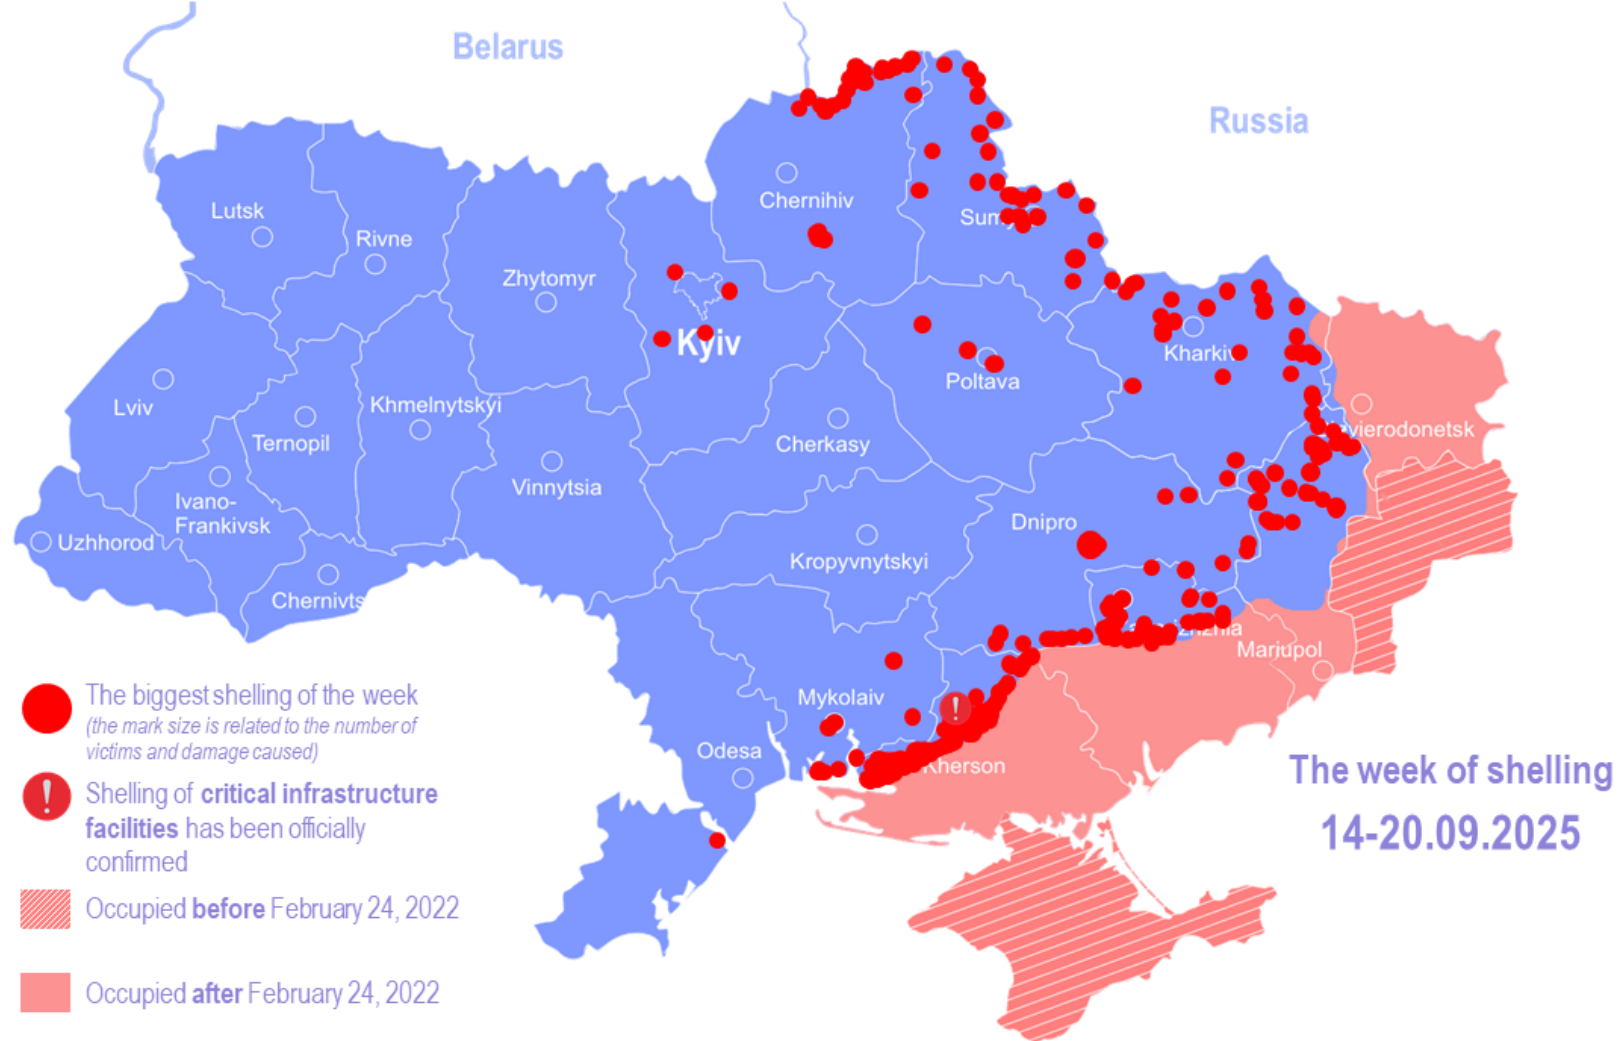 Belarus
Russia
Chernihiv
Lutsk
Rivne
Zhytomyr
Kyiv
Kharkiv
Poltava
Lviv
Khmelnytskyi
Ternopil
Cherkasy
Vinnytsia
Ivano-
Frankivsk
Uzhhorod
Dnipro
Kropyvnytskyi
Chernivts
Mariupol
Mykolaiv
Odesa
Kherson
The biggest shelling of the week
(the mark size is related to the number of
victims and damage caused)
Shelling of critical infrastructure
facilities has been officially
confirmed
Occupied before February 24, 2022
Occupied after February 24, 2022
The week of shelling
14-20.09.2025
!
!